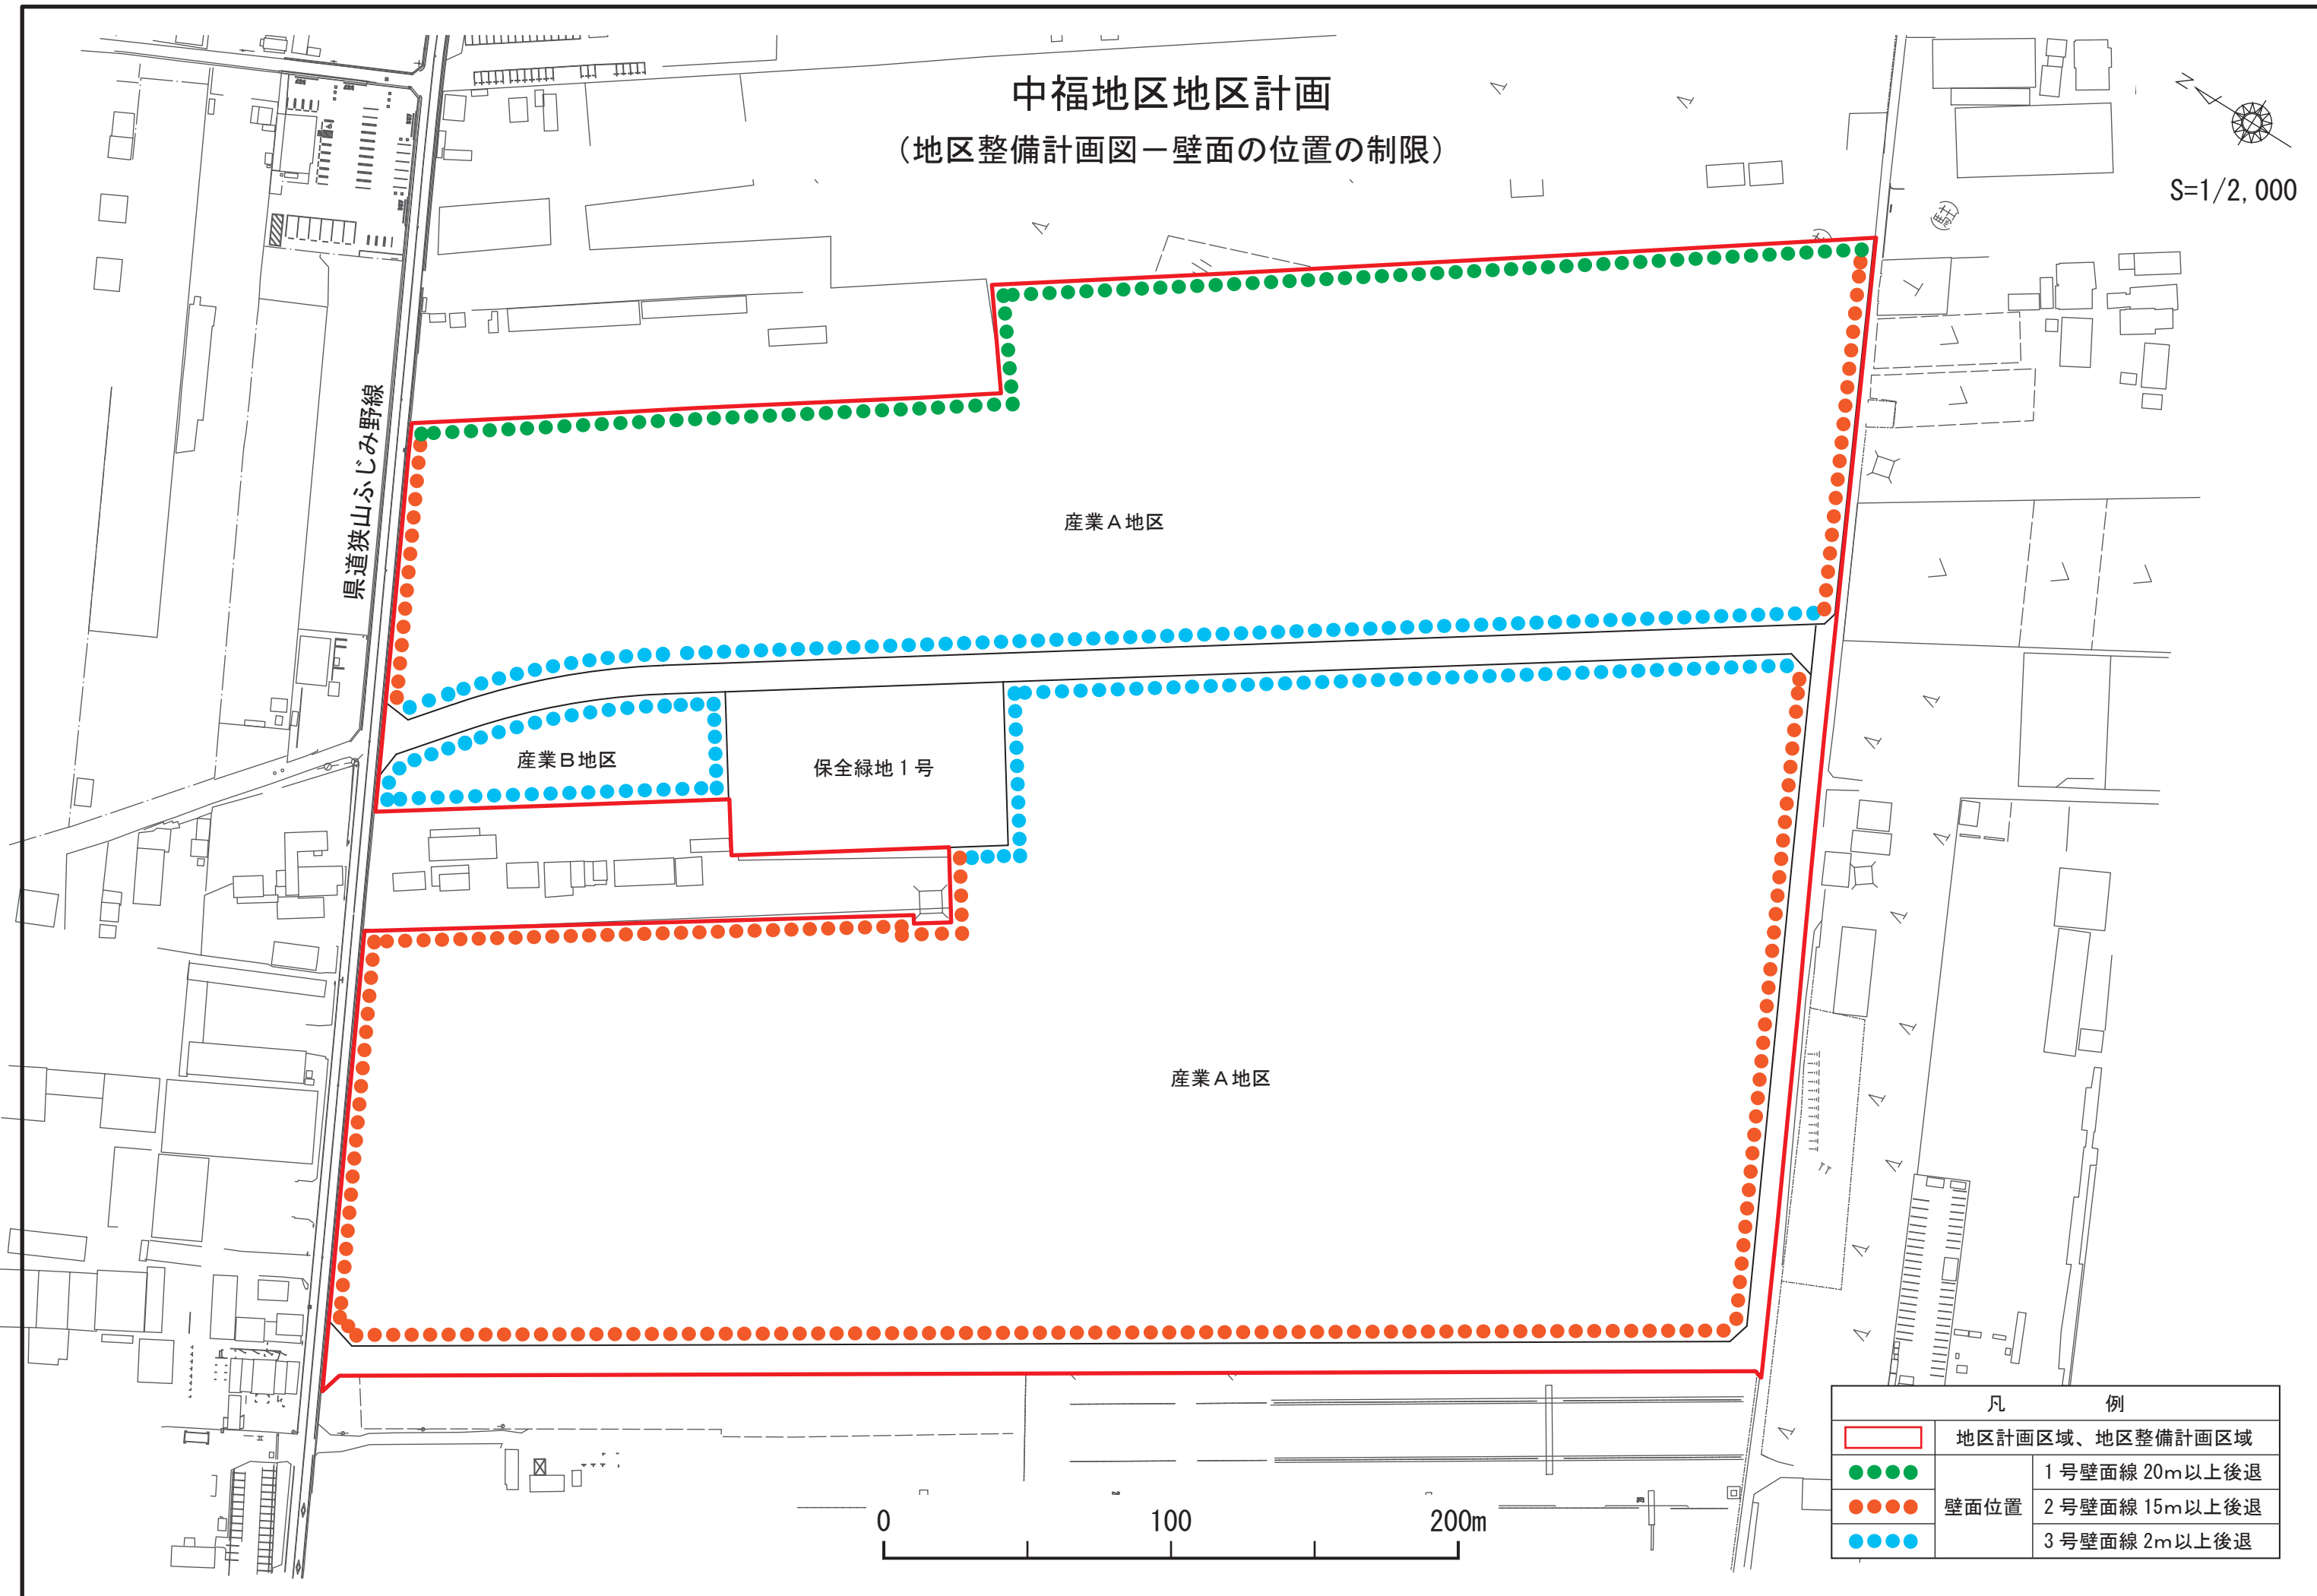 中福地区地区計画
（地区整備計画図－壁面の位置の制限）
N
S=1/2,000
県道狭山ふじみ野線
産業Ａ地区
産業Ｂ地区
保全緑地１号
産業Ａ地区
0 100 200m
凡 例
地区計画区域、地区整備計画区域
壁面位置
１号壁面線 20ｍ以上後退
２号壁面線 15ｍ以上後退
３号壁面線 2ｍ以上後退